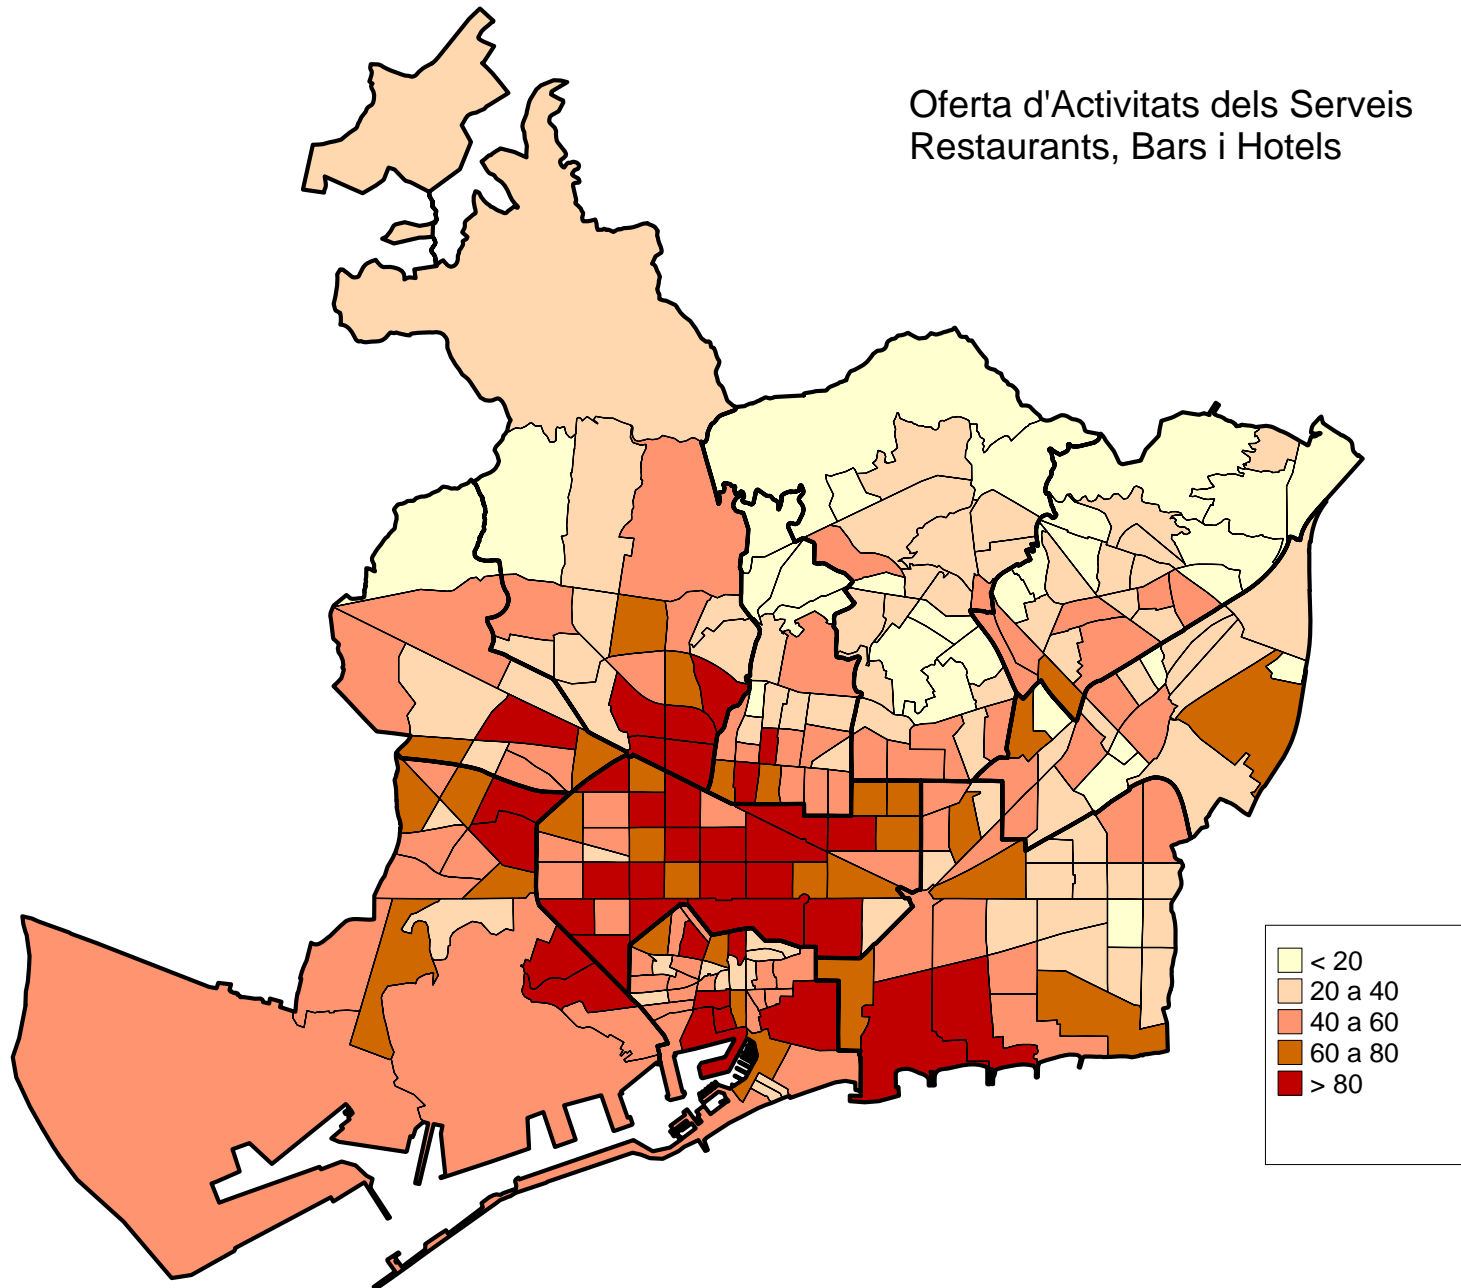 Oferta d'Activitats dels Serveis
Restaurants, Bars i Hotels
< 20
20 a 40
40 a 60
60 a 80
> 80